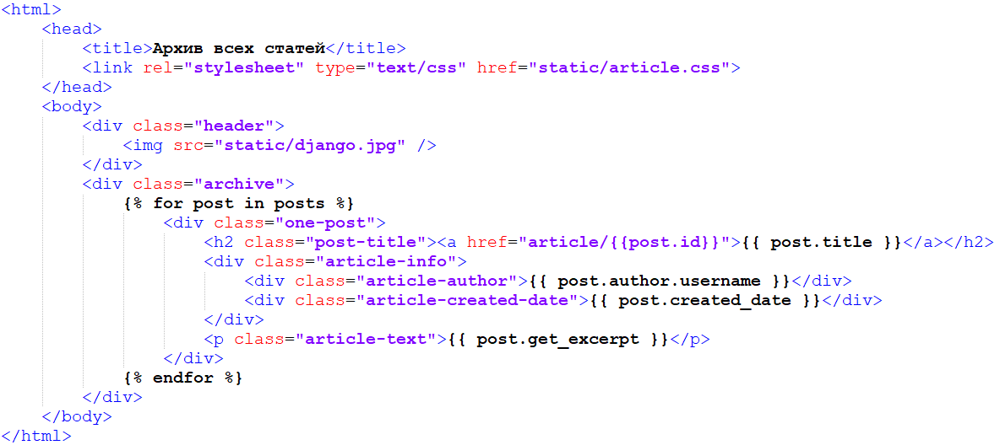 <html>
    <head>
        <title>Архив всех статей</title>
        <link rel="stylesheet" type="text/css" href="static/article.css">
    </head>
    <body>
        <div class="header">
            <img src="static/django.jpg" />
        </div>
        <div class="archive">
            {% for post in posts %}
                <div class="one-post">
                    <h2 class="post-title"><a href="article/{{post.id}}">{{ post.title }}</a></h2>
                    <div class="article-info">
                        <div class="article-author">{{ post.author.username }}</div>
                        <div class="article-created-date">{{ post.created_date }}</div>
                    </div>
                    <p class="article-text">{{ post.get_excerpt }}</p>
                </div>
            {% endfor %}
        </div>
    </body>
</html>